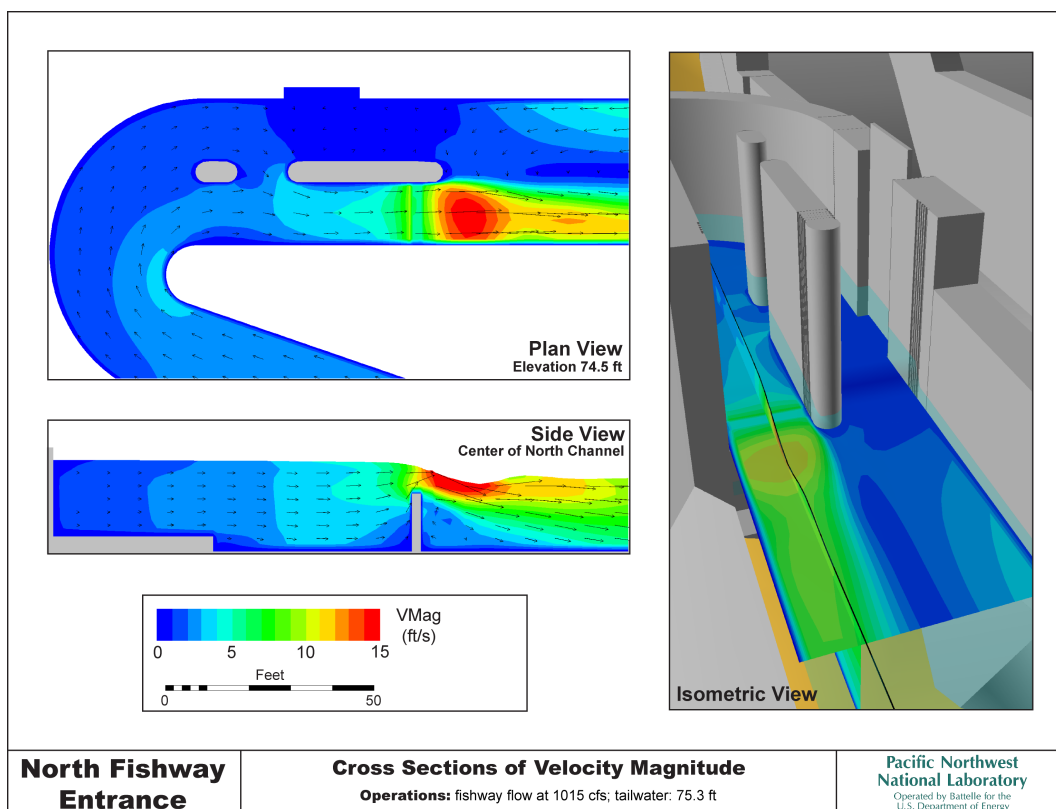 Plan View
Elevation 74.5 ft
Side View
Center of North Channel
VMag
(ft/s)
0 5 10 15
Feet
0 50
Isometric View
North Fishway
Entrance
Cross Sections of Velocity Magnitude
Operations: fishway flow at 1015 cfs; tailwater: 75.3 ft
Pacific Northwest
National Laboratory
Operated by Battelle for the
U.S. Department of Energy